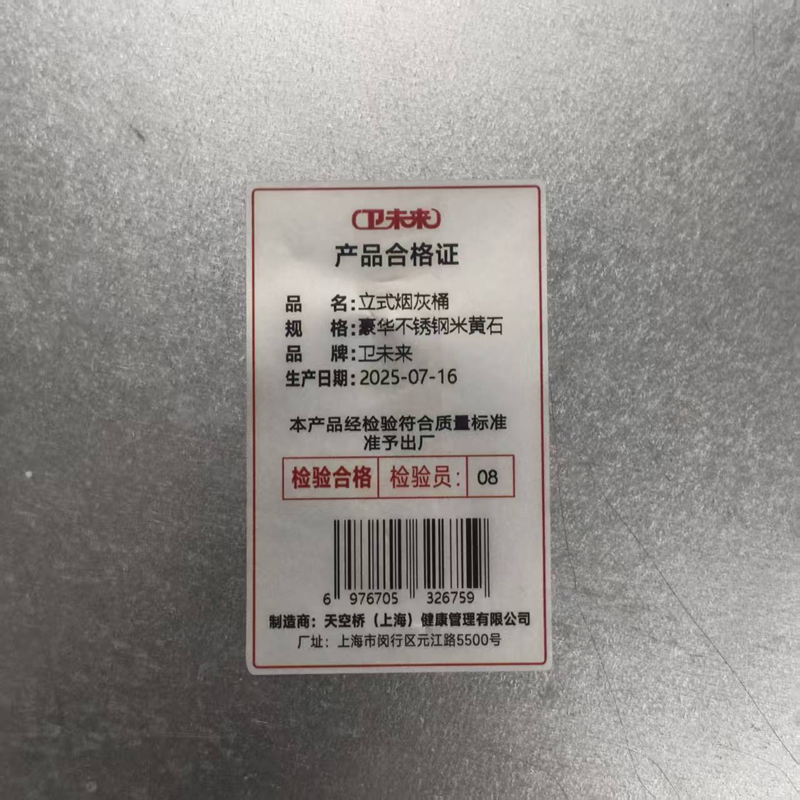 卫未来
产品合格证
品 名:立式烟灰桶
规 格:豪华不锈钢米黄石
品 牌:卫未来
生产日期:2025-07-16
本产品经检验符合质量标准
准予出厂
检验合格 检验员: 08
6 976705 326759
制造商：天空桥（上海）健康管理有限公司
厂址：上海市闵行区元江路5500号